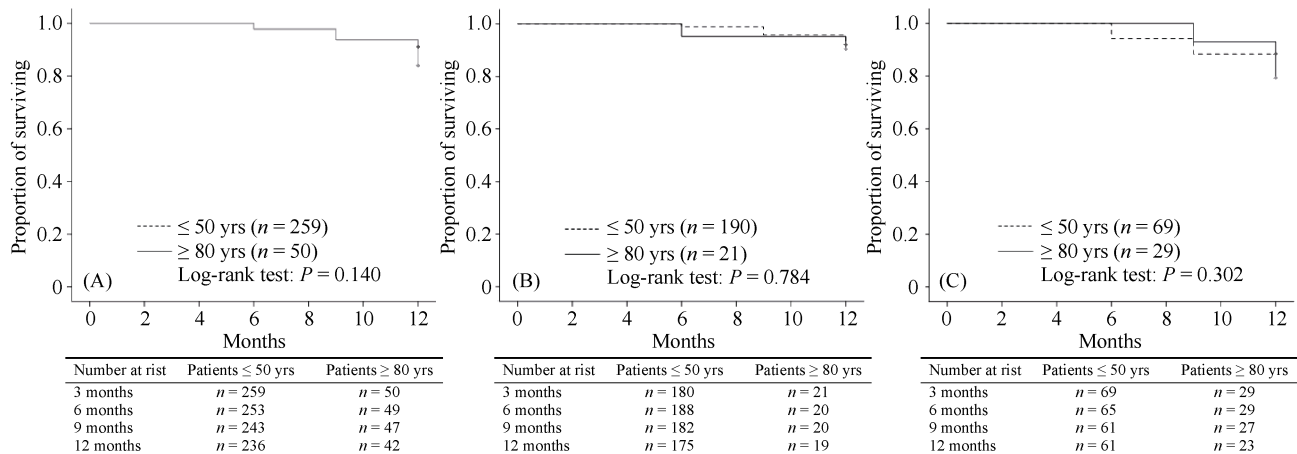 1.0
0.8
0.6
0.4
0.2
0
Proportion of surviving
≤ 50 yrs (n = 259)
≥ 80 yrs (n = 50)
Log-rank test: P = 0.140
(A)
0 2 4 6 8 10 12
Months
1.0
0.8
0.6
0.4
0.2
0
Proportion of surviving
≤ 50 yrs (n = 190)
≥ 80 yrs (n = 21)
Log-rank test: P = 0.784
(B)
0 2 4 6 8 10 12
Months
1.0
0.8
0.6
0.4
0.2
0
Proportion of surviving
≤ 50 yrs (n = 69)
≥ 80 yrs (n = 29)
Log-rank test: P = 0.302
(C)
0 2 4 6 8 10 12
Months
Number at rist Patients ≤ 50 yrs Patients ≥ 80 yrs
3 months n = 259 n = 50
6 months n = 253 n = 49
9 months n = 243 n = 47
12 months n = 236 n = 42
Number at rist Patients ≤ 50 yrs Patients ≥ 80 yrs
3 months n = 180 n = 21
6 months n = 188 n = 20
9 months n = 182 n = 20
12 months n = 175 n = 19
Number at rist Patients ≤ 50 yrs Patients ≥ 80 yrs
3 months n = 69 n = 29
6 months n = 65 n = 29
9 months n = 61 n = 27
12 months n = 61 n = 23